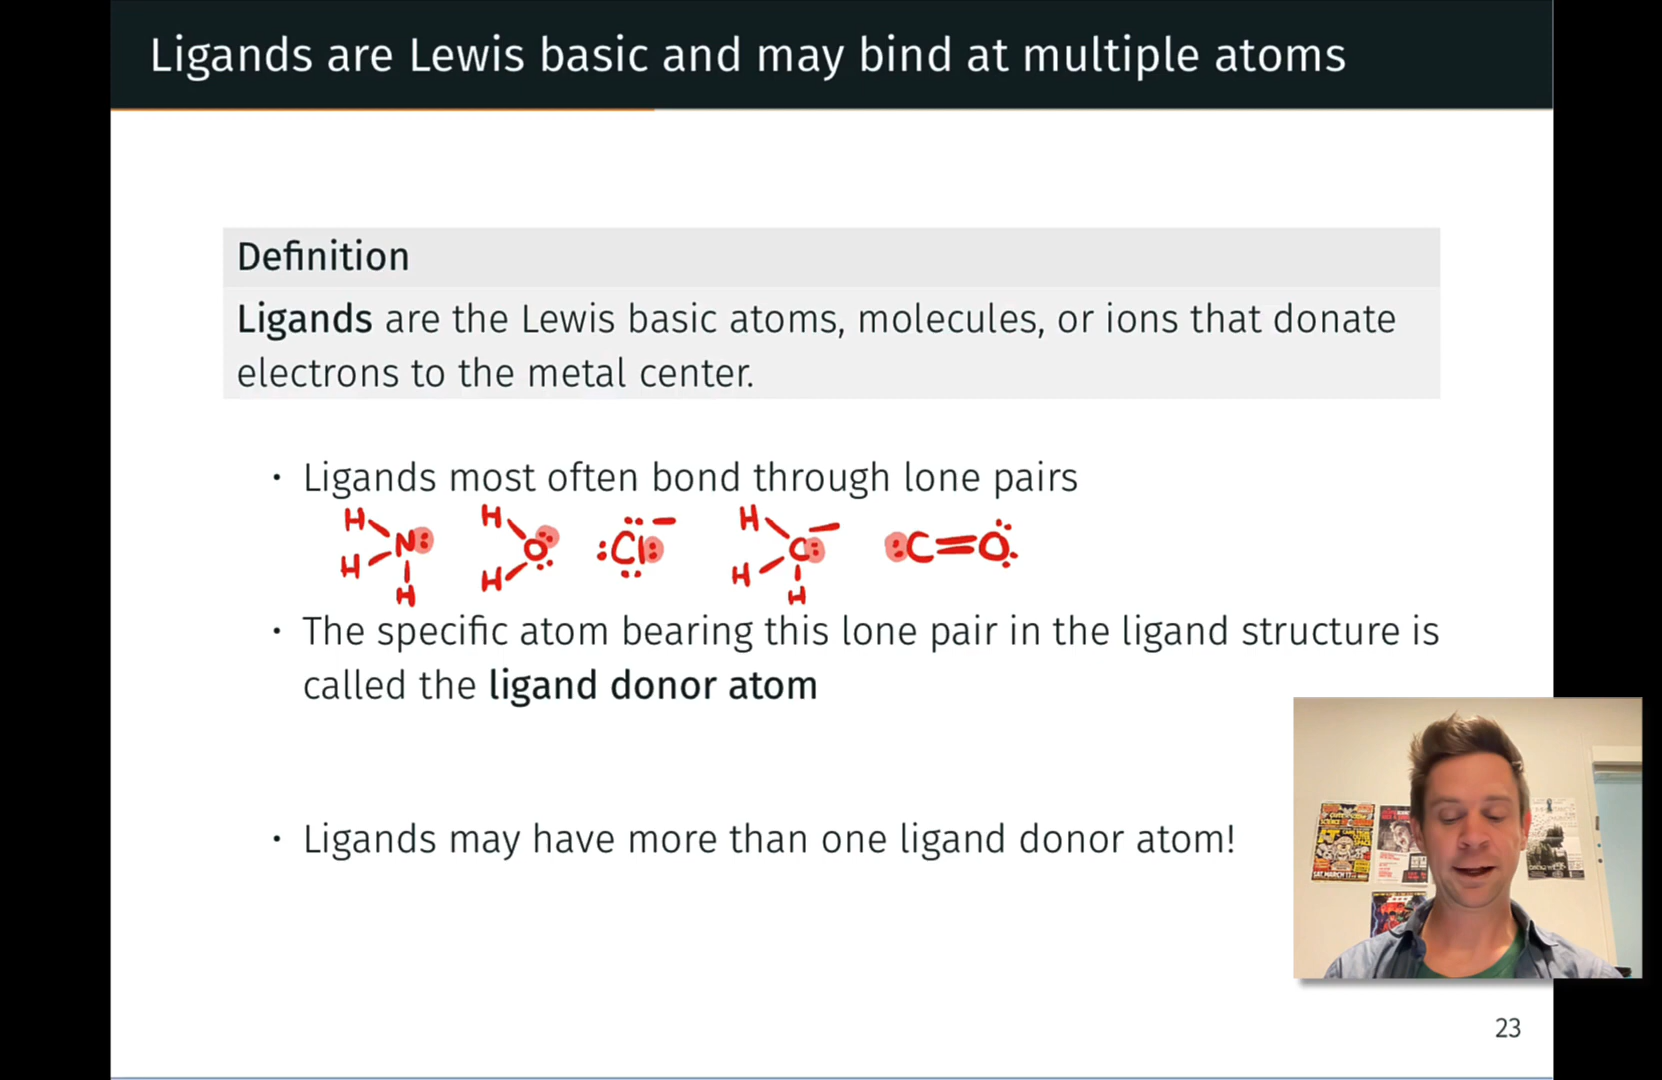 Ligands are Lewis basic and may bind at multiple atoms
Definition
Ligands are the Lewis basic atoms, molecules, or ions that donate
electrons to the metal center.
• Ligands most often bond through lone pairs
H H N: H
H H O
:Cl: −
H H C: − H
:C=O
• The specific atom bearing this lone pair in the ligand structure is
called the ligand donor atom
• Ligands may have more than one ligand donor atom!
23